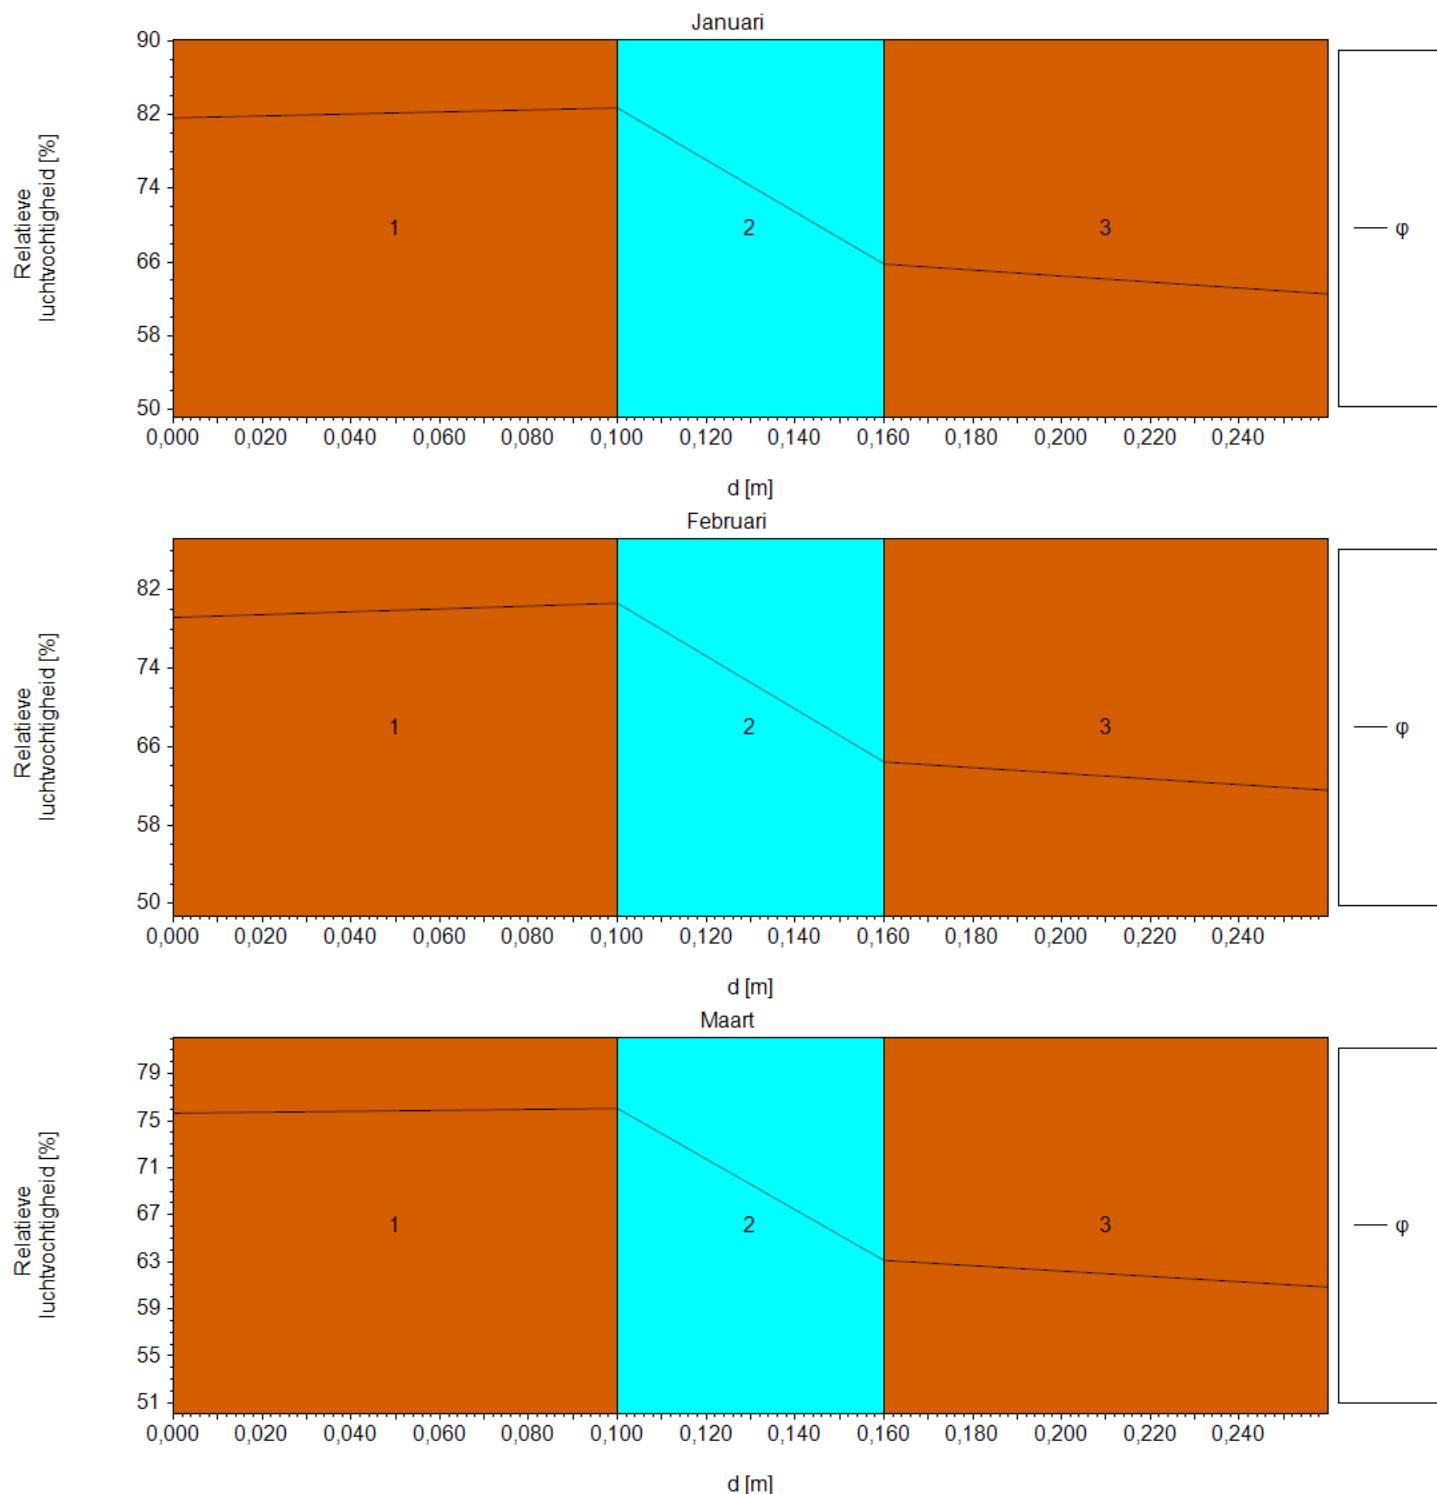 Januari
90
82
74
66
58
50
Relatieve
luchtvochtigheid [%]
1
2
3
φ
0,000 0,020 0,040 0,060 0,080 0,100 0,120 0,140 0,160 0,180 0,200 0,220 0,240
d [m]
Februari
82
74
66
58
50
Relatieve
luchtvochtigheid [%]
1
2
3
φ
0,000 0,020 0,040 0,060 0,080 0,100 0,120 0,140 0,160 0,180 0,200 0,220 0,240
d [m]
Maart
79
75
71
67
63
59
55
51
Relatieve
luchtvochtigheid [%]
1
2
3
φ
0,000 0,020 0,040 0,060 0,080 0,100 0,120 0,140 0,160 0,180 0,200 0,220 0,240
d [m]